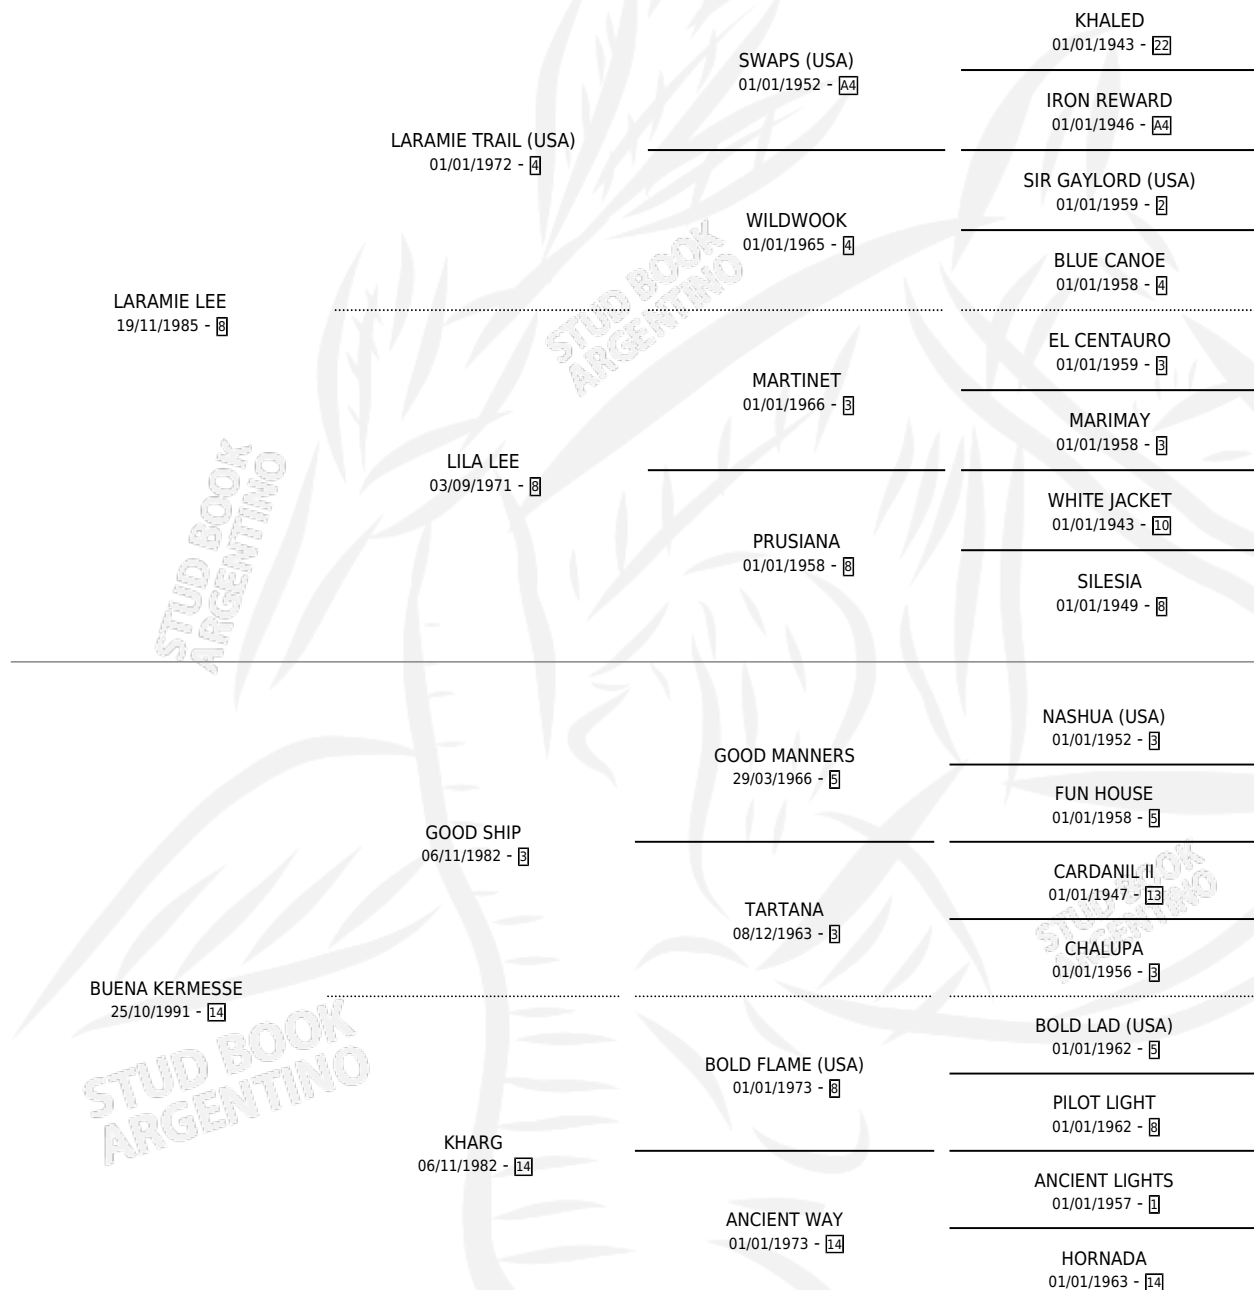 LARAMIE LEE
19/11/1985 - 8
LARAMIE TRAIL (USA)
01/01/1972 - 4
LILA LEE
03/09/1971 - 8
SWAPS (USA)
01/01/1952 - A4
WILDWOOK
01/01/1965 - 4
MARTINET
01/01/1966 - 3
PRUSIANA
01/01/1958 - 8
KHALED
01/01/1943 - 22
IRON REWARD
01/01/1946 - A4
SIR GAYLORD (USA)
01/01/1959 - 2
BLUE CANOE
01/01/1958 - 4
EL CENTAURO
01/01/1959 - 3
MARIMAY
01/01/1958 - 3
WHITE JACKET
01/01/1943 - 10
SILESIA
01/01/1949 - 8
BUENA KERMESSE
25/10/1991 - 14
GOOD SHIP
06/11/1982 - 3
KHARG
06/11/1982 - 14
GOOD MANNERS
29/03/1966 - 5
TARTANA
08/12/1963 - 3
BOLD FLAME (USA)
01/01/1973 - 8
ANCIENT WAY
01/01/1973 - 14
NASHUA (USA)
01/01/1952 - 3
FUN HOUSE
01/01/1958 - 5
CARDANIL II
01/01/1947 - 13
CHALUPA
01/01/1956 - 3
BOLD LAD (USA)
01/01/1962 - 5
PILOT LIGHT
01/01/1962 - 8
ANCIENT LIGHTS
01/01/1957 - 1
HORNADA
01/01/1963 - 14
STUD BOOK
ARGENTINO
STUD BOOK
ARGENTINO
STUD BOOK
ARGENTINO
STUD BOOK
ARGENTINO